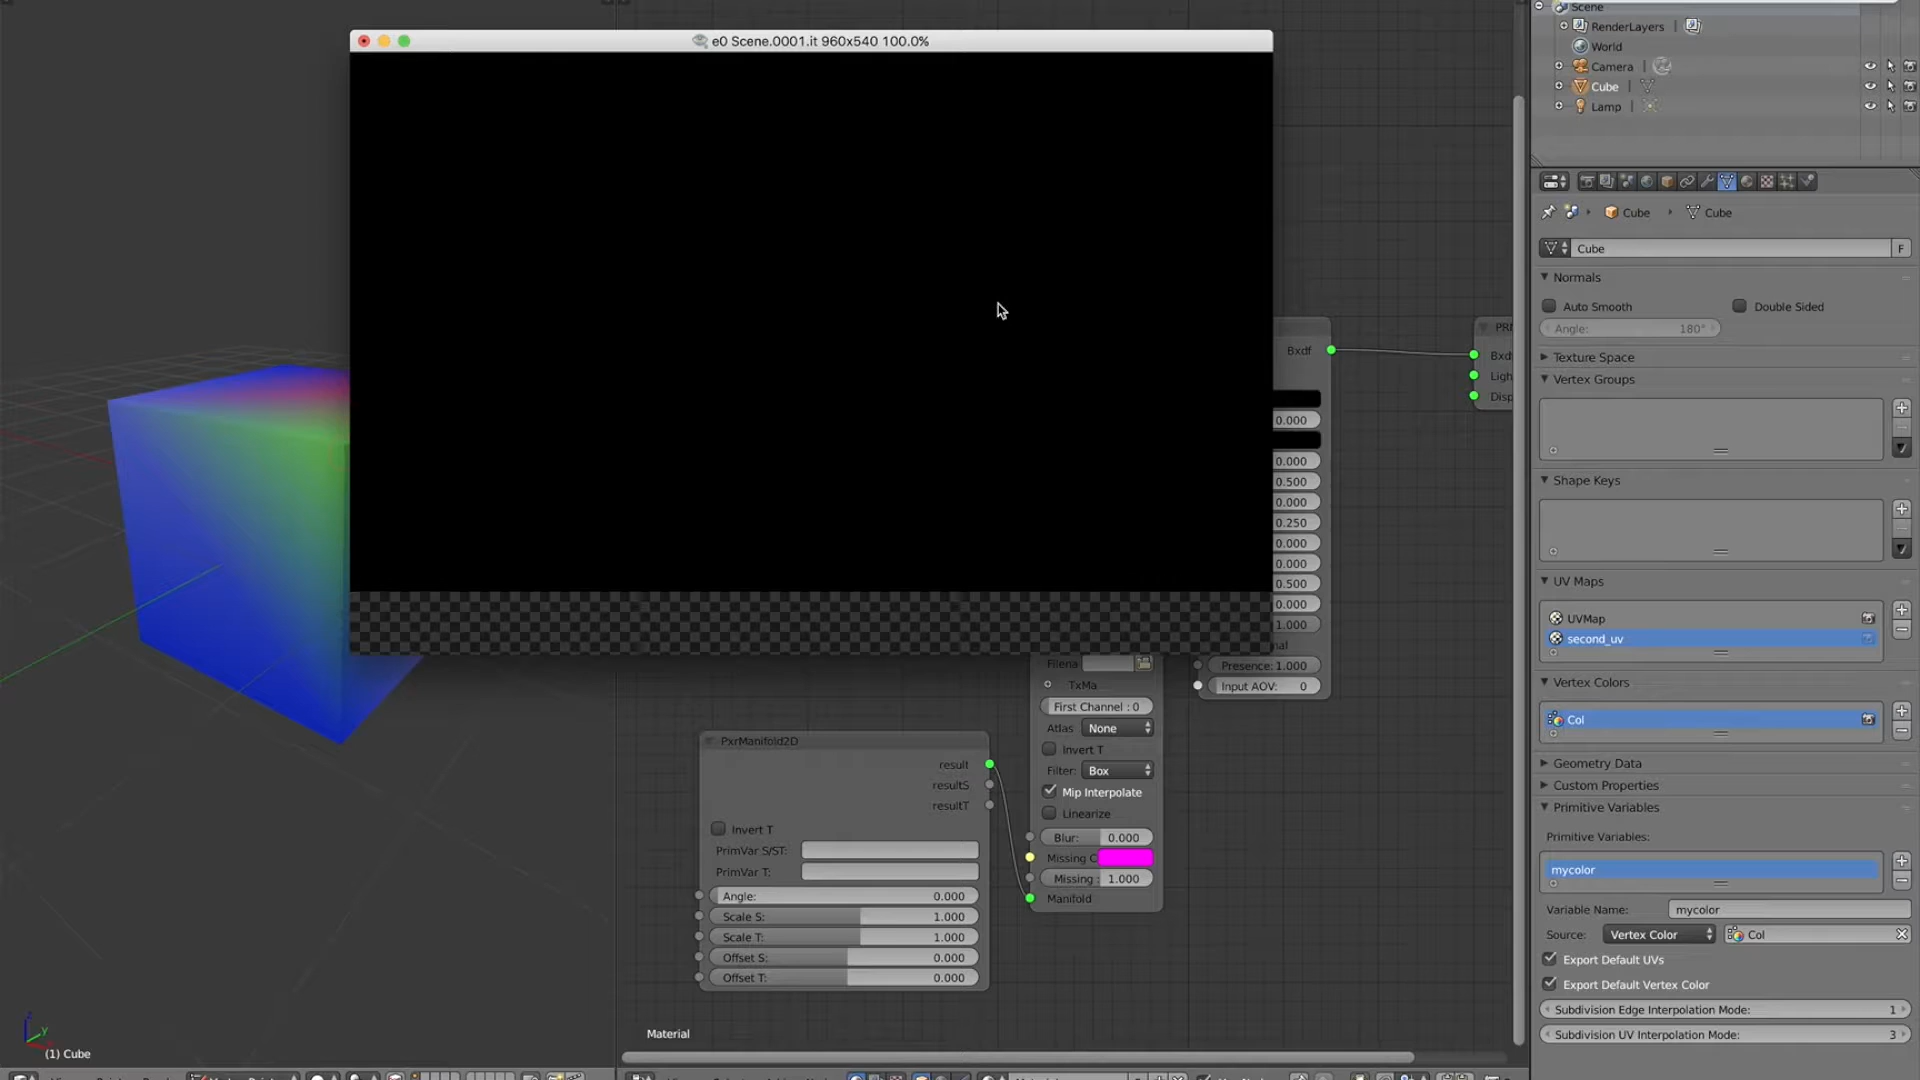 e0 Scene.0001.it 960x540 100.0%
Scene
RenderLayers
World
Camera
Cube
Lamp
Cube Cube
Cube F
Normals
Auto Smooth Double Sided
Angle: 180°
Texture Space
Vertex Groups
Shape Keys
UV Maps
UVMap
second_uv
Vertex Colors
Col
Geometry Data
Custom Properties
Primitive Variables
Primitive Variables:
mycolor
Variable Name: mycolor
Source: Vertex Color Col
Export Default UVs
Export Default Vertex Color
Subdivision Edge Interpolation Mode: 1
Subdivision UV Interpolation Mode: 3
Bxdf
0.000
0.000
0.500
0.000
0.250
0.000
0.000
0.500
0.000
1.000
nal
Presence: 1.000
Input AOV: 0
PRM
Bxd
Ligh
Disp
Filena
TxMa
First Channel : 0
Atlas None
Invert T
Filter: Box
Mip Interpolate
Linearize
Blur: 0.000
Missing C
Missing : 1.000
Manifold
PxrManifold2D
result
resultS
resultT
Invert T
PrimVar S/ST:
PrimVar T:
Angle: 0.000
Scale S: 1.000
Scale T: 1.000
Offset S: 0.000
Offset T: 0.000
Material
z
y
(1) Cube